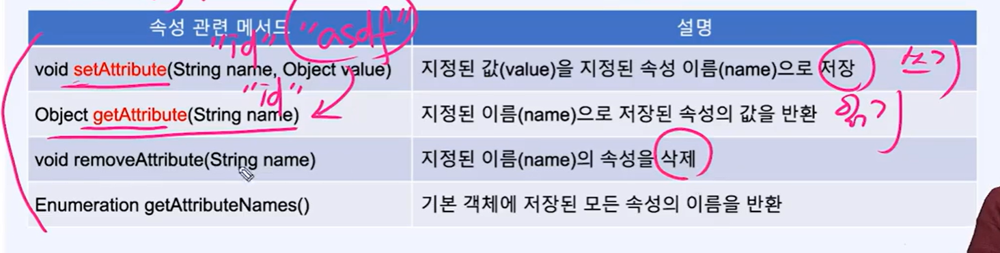 속성 관련 메서드 "asdf" 설명
"id"
void setAttribute(String name, Object value) 지정된 값(value)을 지정된 속성 이름(name)으로 저장 쓰기
"id"
Object getAttribute(String name) 지정된 이름(name)으로 저장된 속성의 값을 반환 읽기
void removeAttribute(String name) 지정된 이름(name)의 속성을 삭제
Enumeration getAttributeNames() 기본 객체에 저장된 모든 속성의 이름을 반환